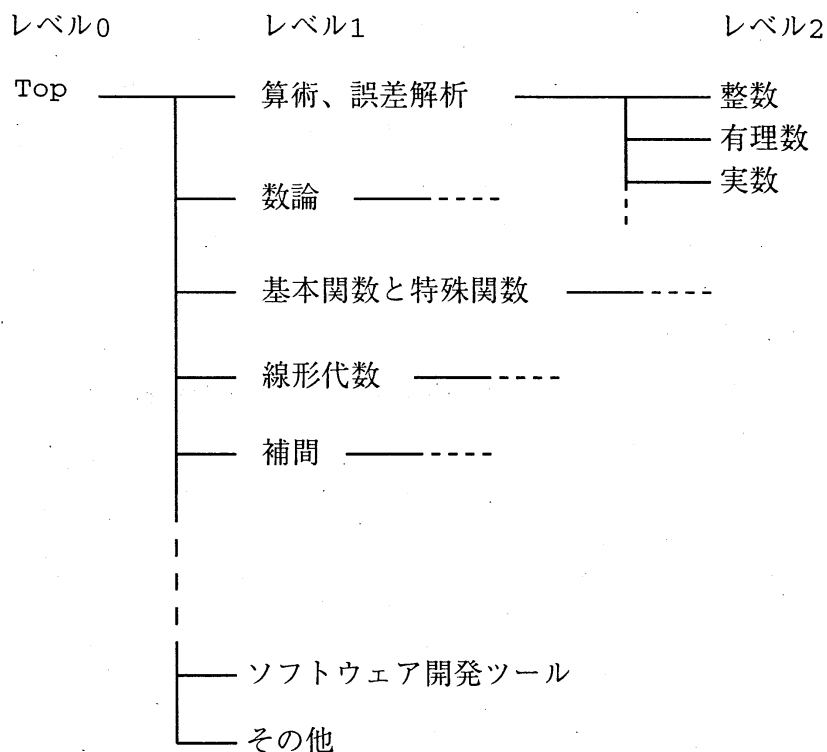 レベル0 レベル1 レベル2
Top 算術、誤差解析 整数
有理数
実数
数論
基本関数と特殊関数
線形代数
補間
ソフトウェア開発ツール
その他